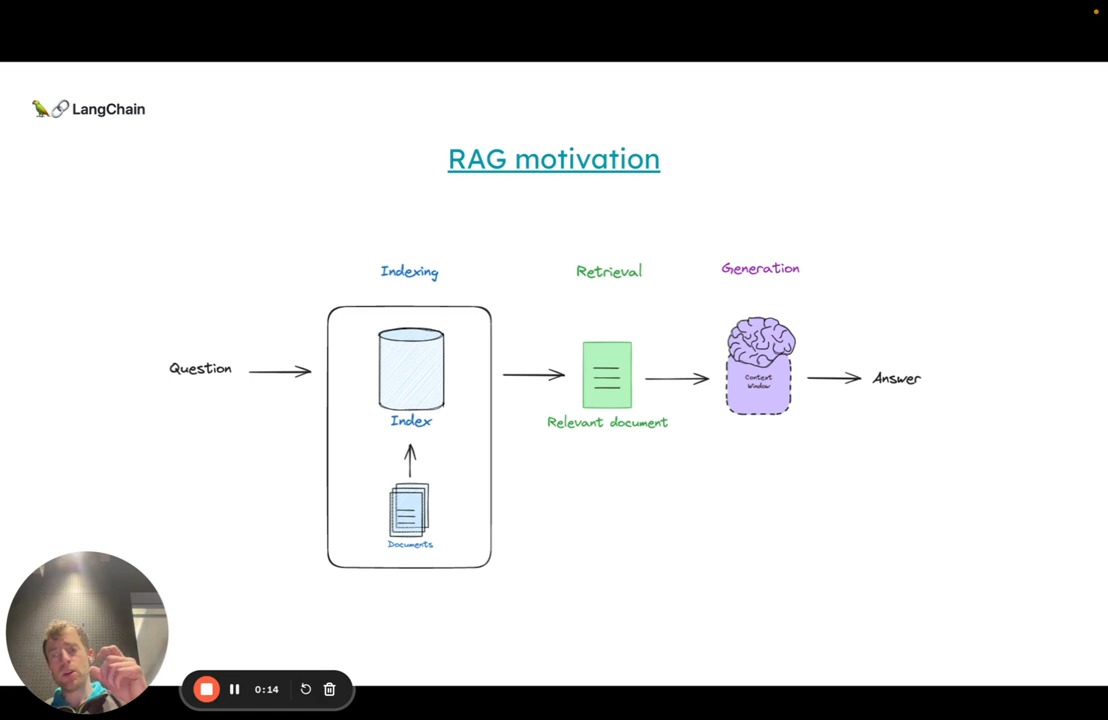 LangChain
RAG motivation
Indexing
Retrieval
Generation
Question
Context
Window
Answer
Index
Relevant document
Documents
0:14